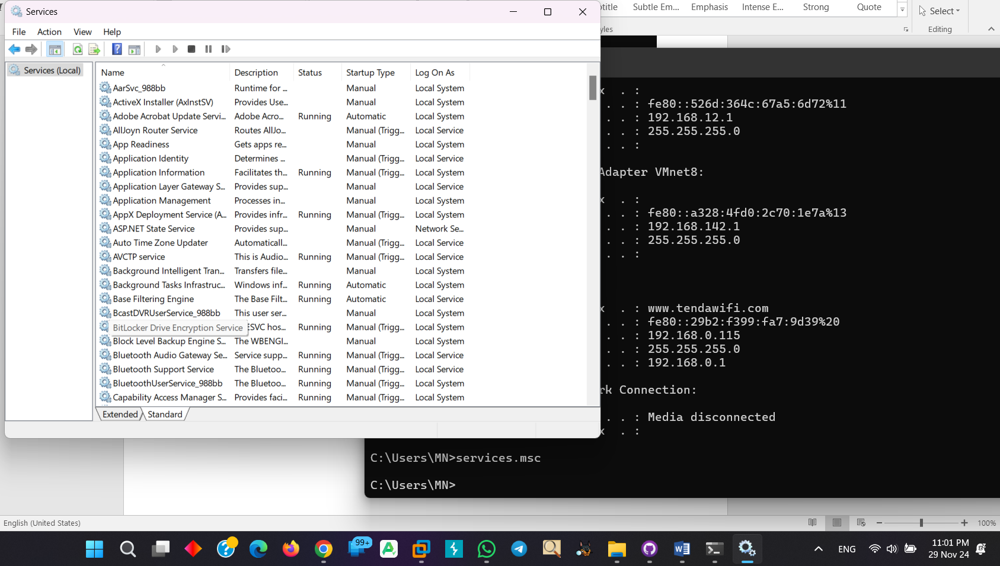 Services
File Action View Help
Services (Local)
Name Description Status Startup Type Log On As
AarSvc_988bb Runtime for ... Manual Local System
ActiveX Installer (AxInstSV) Provides Use... Manual Local System
Adobe Acrobat Update Servi... Adobe Acro... Running Automatic Local System
AllJoyn Router Service Routes AllJo... Manual (Trigg... Local Service
App Readiness Gets apps re... Manual Local System
Application Identity Determines ... Manual (Trigg... Local Service
Application Information Facilitates th... Running Manual (Trigg... Local System
Application Layer Gateway S... Provides sup... Manual Local Service
Application Management Processes in... Manual Local System
AppX Deployment Service (A... Provides infr... Running Manual (Trigg... Local System
ASP.NET State Service Provides sup... Manual Network Se...
Auto Time Zone Updater Automaticall... Manual (Trigg... Local Service
AVCTP service This is Audio... Running Manual (Trigg... Local Service
Background Intelligent Tran... Transfers file... Manual Local System
Background Tasks Infrastruc... Windows inf... Running Automatic Local System
Base Filtering Engine The Base Filt... Running Automatic Local Service
BcastDVRUserService_988bb This user ser... Manual Local System
BitLocker Drive Encryption Service ESVC hos... Running Manual (Trigg... Local System
Block Level Backup Engine S... The WBENGI... Manual Local System
Bluetooth Audio Gateway Se... Service supp... Running Manual (Trigg... Local Service
Bluetooth Support Service The Bluetoo... Running Manual (Trigg... Local Service
BluetoothUserService_988bb The Bluetoo... Running Manual (Trigg... Local System
Capability Access Manager S... Provides faci... Running Manual (Trigg... Local System
Extended Standard
Subtle Em... Emphasis Intense E... Strong Quote Select
Editing
x . :
. . : fe80::526d:364c:67a5:6d72%11
. . : 192.168.12.1
. . : 255.255.255.0
. . :
Adapter VMnet8:
x . :
. . : fe80::a328:4fd0:2c70:1e7a%13
. . : 192.168.142.1
. . : 255.255.255.0
. . :
x . : www.tendawifi.com
. . : fe80::29b2:f399:fa7:9d39%20
. . : 192.168.0.115
. . : 255.255.255.0
. . : 192.168.0.1
rk Connection:
. . : Media disconnected
x . :
C:\Users\MN>services.msc
C:\Users\MN>
English (United States) 100%
99+ ENG 11:01 PM
29 Nov 24